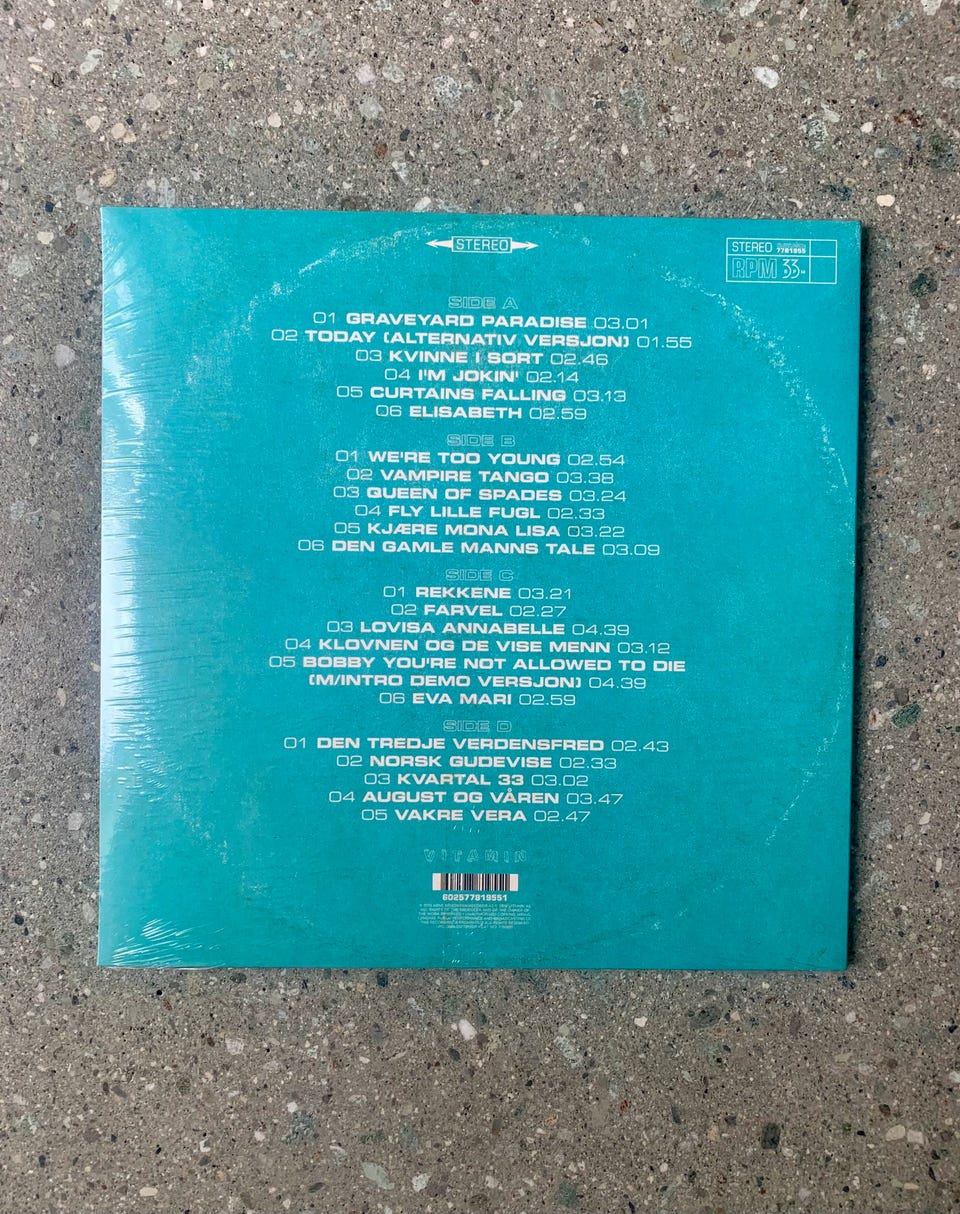 STEREO
STEREO 7781955
RPM 33
SIDE A
01 GRAVEYARD PARADISE 03.01
02 TODAY (ALTERNATIV VERSJON) 01.55
03 KVINNE I SORT 02.46
04 I'M JOKIN' 02.14
05 CURTAINS FALLING 03.13
06 ELISABETH 02.59
SIDE B
01 WE'RE TOO YOUNG 02.54
02 VAMPIRE TANGO 03.38
03 QUEEN OF SPADES 03.24
04 FLY LILLE FUGL 02.33
05 KJÆRE MONA LISA 03.22
06 DEN GAMLE MANNS TALE 03.09
SIDE C
01 REKKENE 03.21
02 FARVEL 02.27
03 LOVISA ANNABELLE 04.39
04 KLOVNEN OG DE VISE MENN 03.12
05 BOBBY YOU'RE NOT ALLOWED TO DIE
(M/INTRO DEMO VERSJON) 04.39
06 EVA MARI 02.59
SIDE D
01 DEN TREDJE VERDENSFRED 02.43
02 NORSK GUDEVISE 02.33
03 KVARTAL 33 03.02
04 AUGUST OG VÅREN 03.47
05 VAKRE VERA 02.47
VITAMIN
602577819551